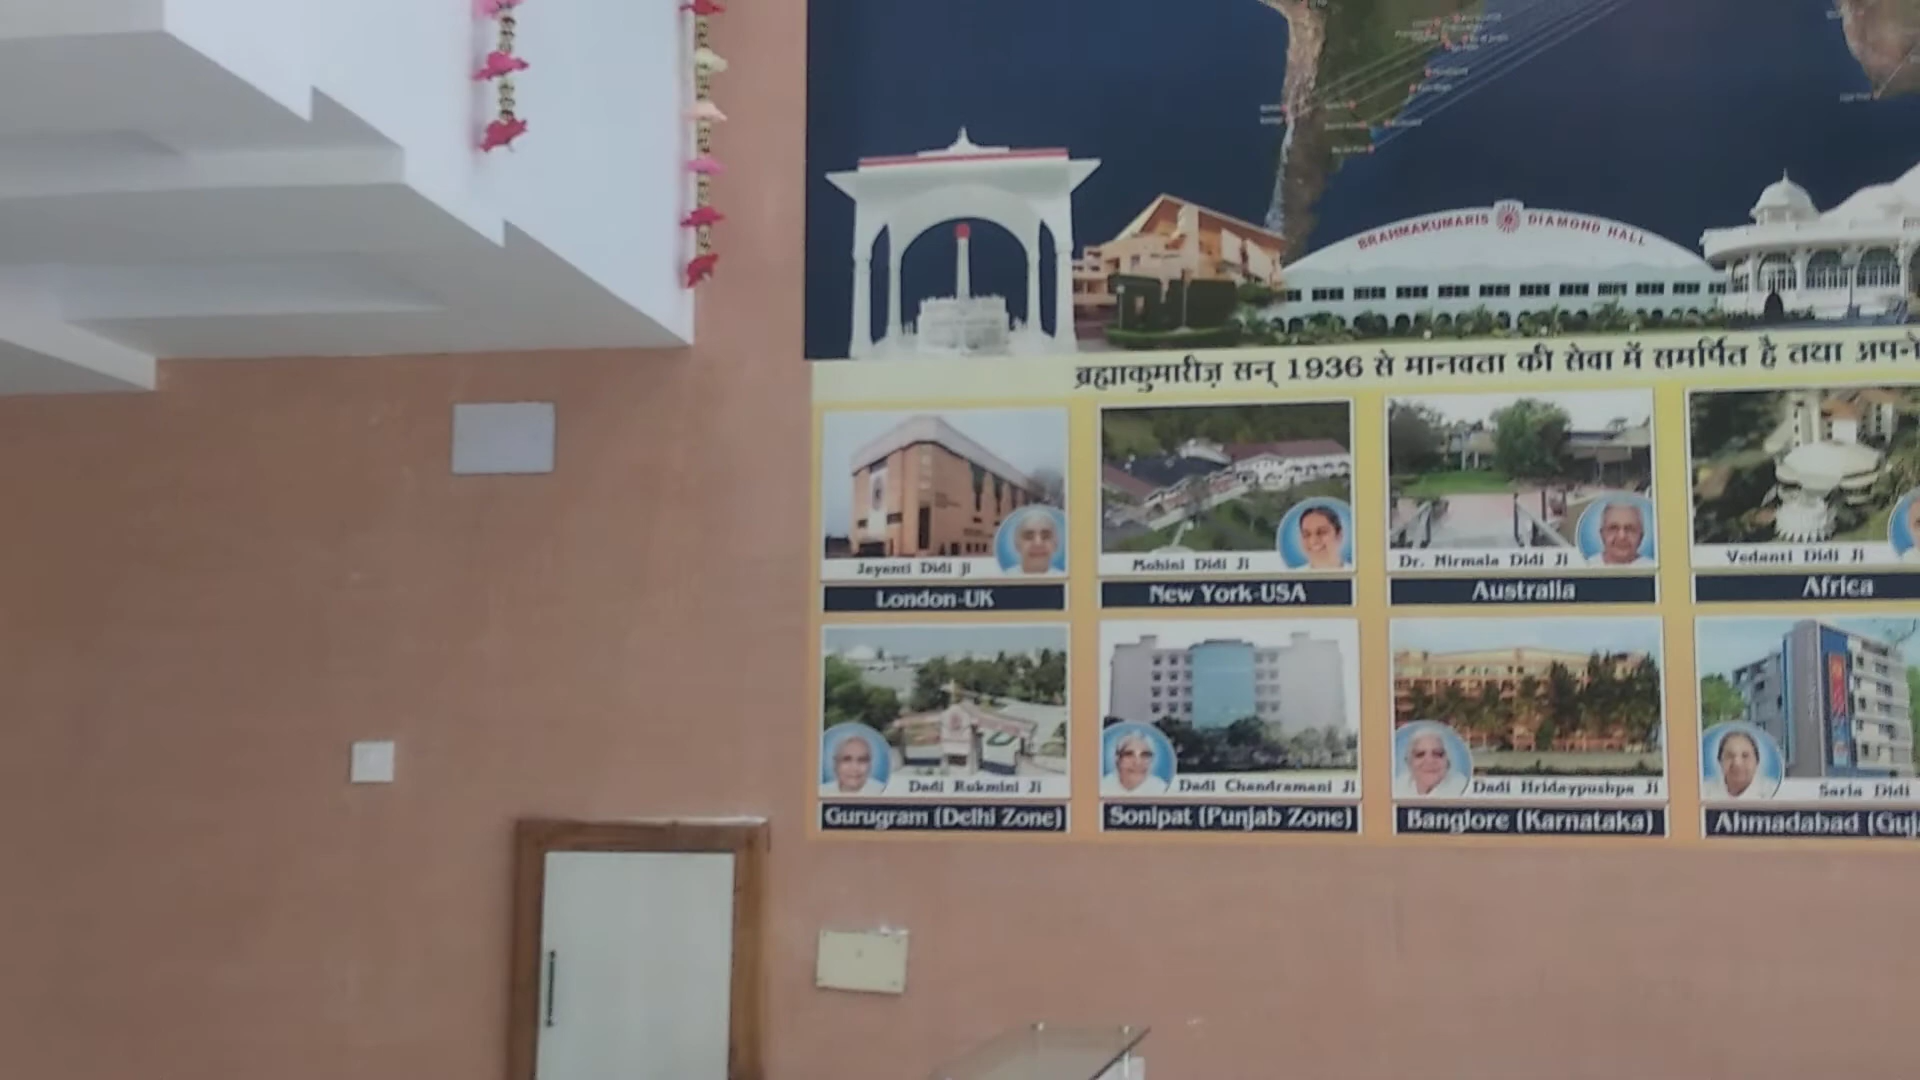 BRAHMAKUMARIS DIAMOND HALL
ब्रह्माकुमारीज़ सन् 1936 से मानवता की सेवा में समर्पित है तथा अपने
Jayanti Didi Ji
London-UK
Mohini Didi Ji
New York-USA
Dr. Nirmala Didi Ji
Australia
Vedanti Didi Ji
Africa
Dadi Rukmini Ji
Gurugram (Delhi Zone)
Dadi Chandramani Ji
Sonipat (Punjab Zone)
Dadi Hridaypushpa Ji
Banglore (Karnataka)
Sarla Didi
Ahmadabad (Guj